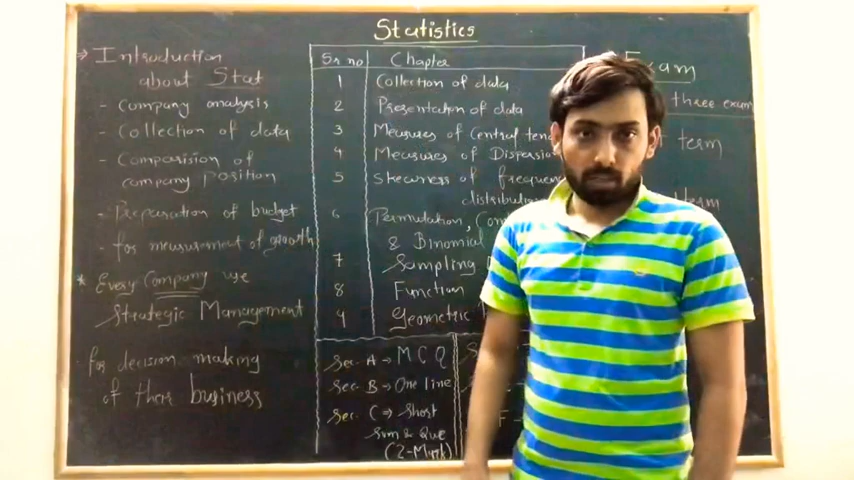 Statistics
⇒ Introduction
about Stat
- Company analysis
- Collection of data
- Comparision of
company position
- Preparation of budget
- for measurement of growth
* Every Company use
Strategic Management
for decision making
of their business
Sr no Chapter
1 Collection of data
2 Presentation of data
3 Measures of Central ten
4 Measures of Dispersion
5 Skewness of frequen
distribution
6 Permutation, Com
& Binomial
7 Sampling
8 Function
9 Geometric
Sec. A → M C Q
Sec. B → One line
Sec. C ⇒ Short
Sum & Que
(2-Mark)
Exam
three exam
term
term